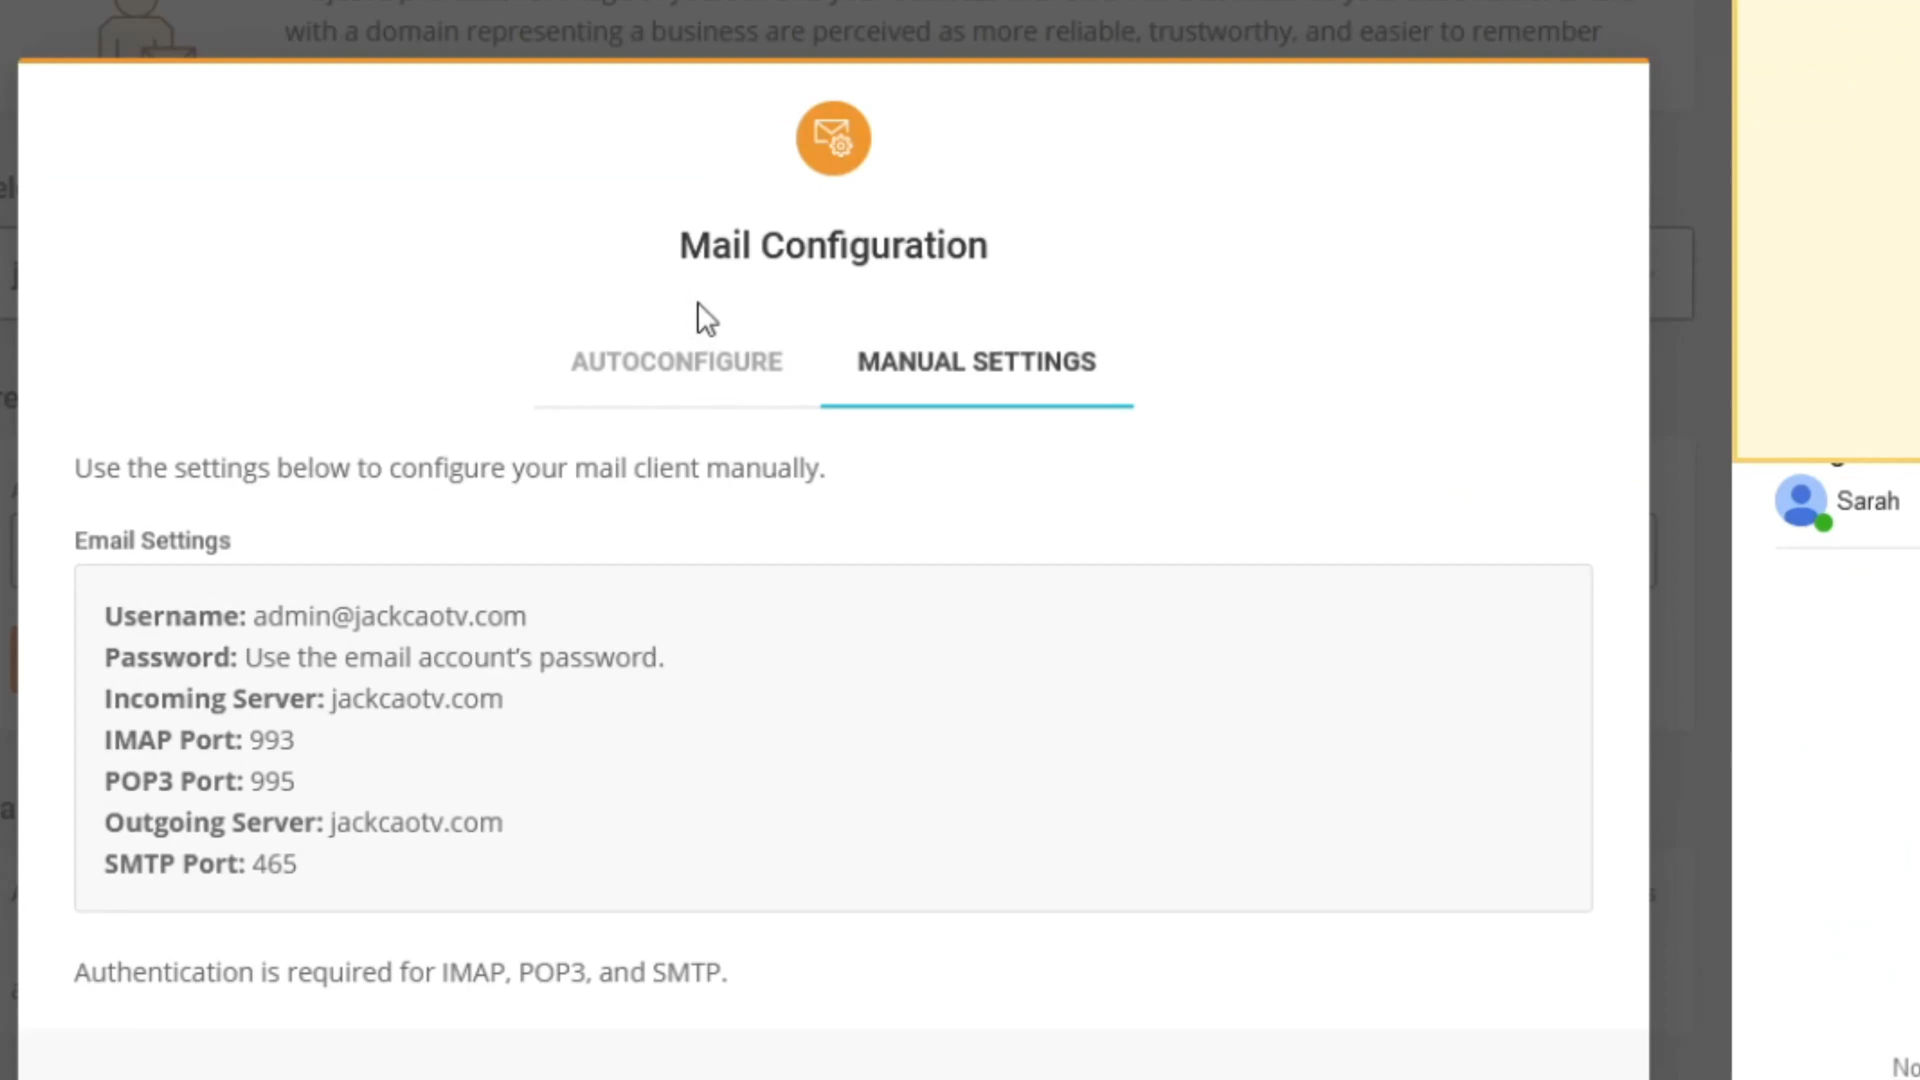 with a domain representing a business are perceived as more reliable, trustworthy, and easier to remember
Mail Configuration
AUTOCONFIGURE
MANUAL SETTINGS
Use the settings below to configure your mail client manually.
Email Settings
Username: admin@jackcaotv.com
Password: Use the email account's password.
Incoming Server: jackcaotv.com
IMAP Port: 993
POP3 Port: 995
Outgoing Server: jackcaotv.com
SMTP Port: 465
Authentication is required for IMAP, POP3, and SMTP.
Sarah
No